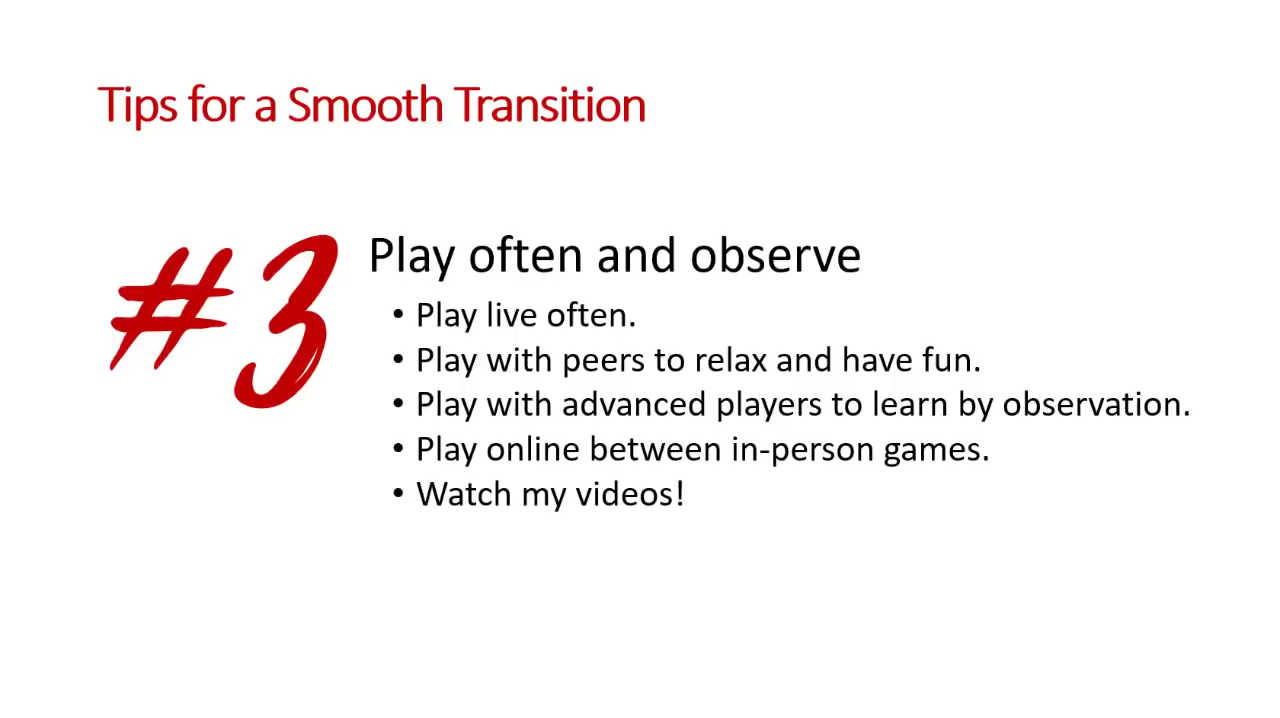 Tips for a Smooth Transition
#3
Play often and observe
• Play live often.
• Play with peers to relax and have fun.
• Play with advanced players to learn by observation.
• Play online between in-person games.
• Watch my videos!